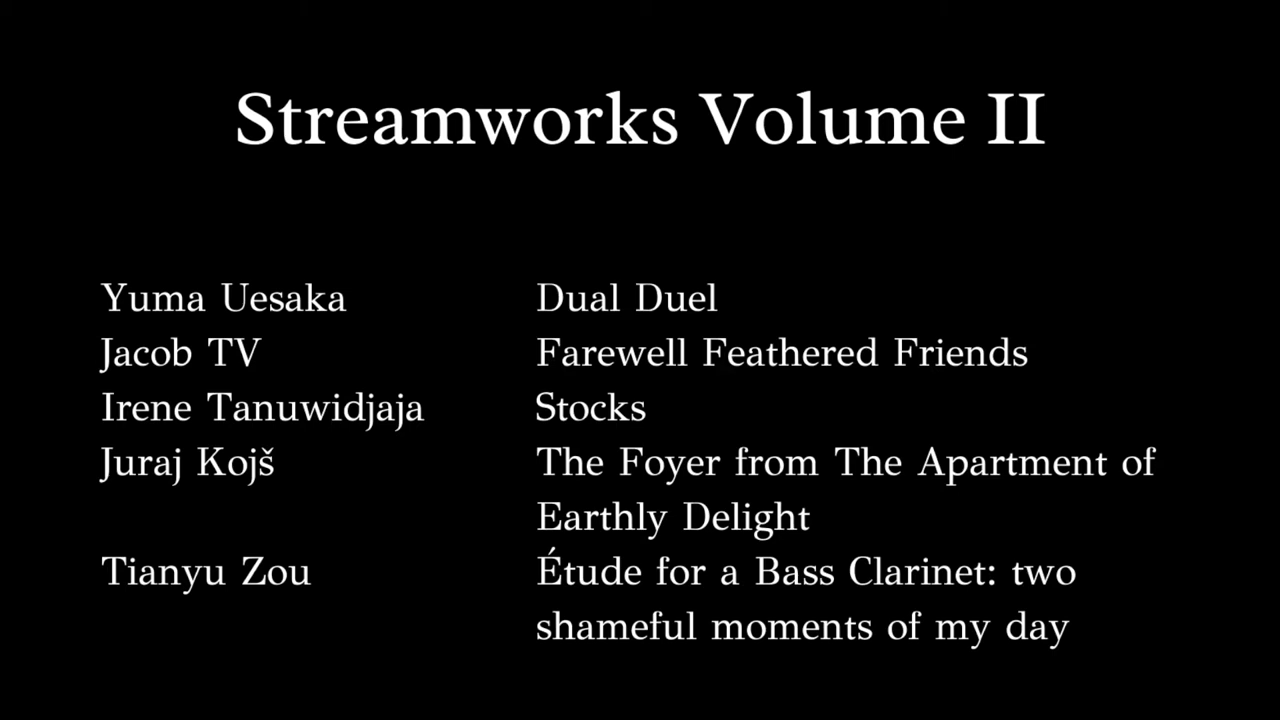 Streamworks Volume II
Yuma Uesaka Dual Duel
Jacob TV Farewell Feathered Friends
Irene Tanuwidjaja Stocks
Juraj Kojš The Foyer from The Apartment of
Earthly Delight
Tianyu Zou Étude for a Bass Clarinet: two
shameful moments of my day